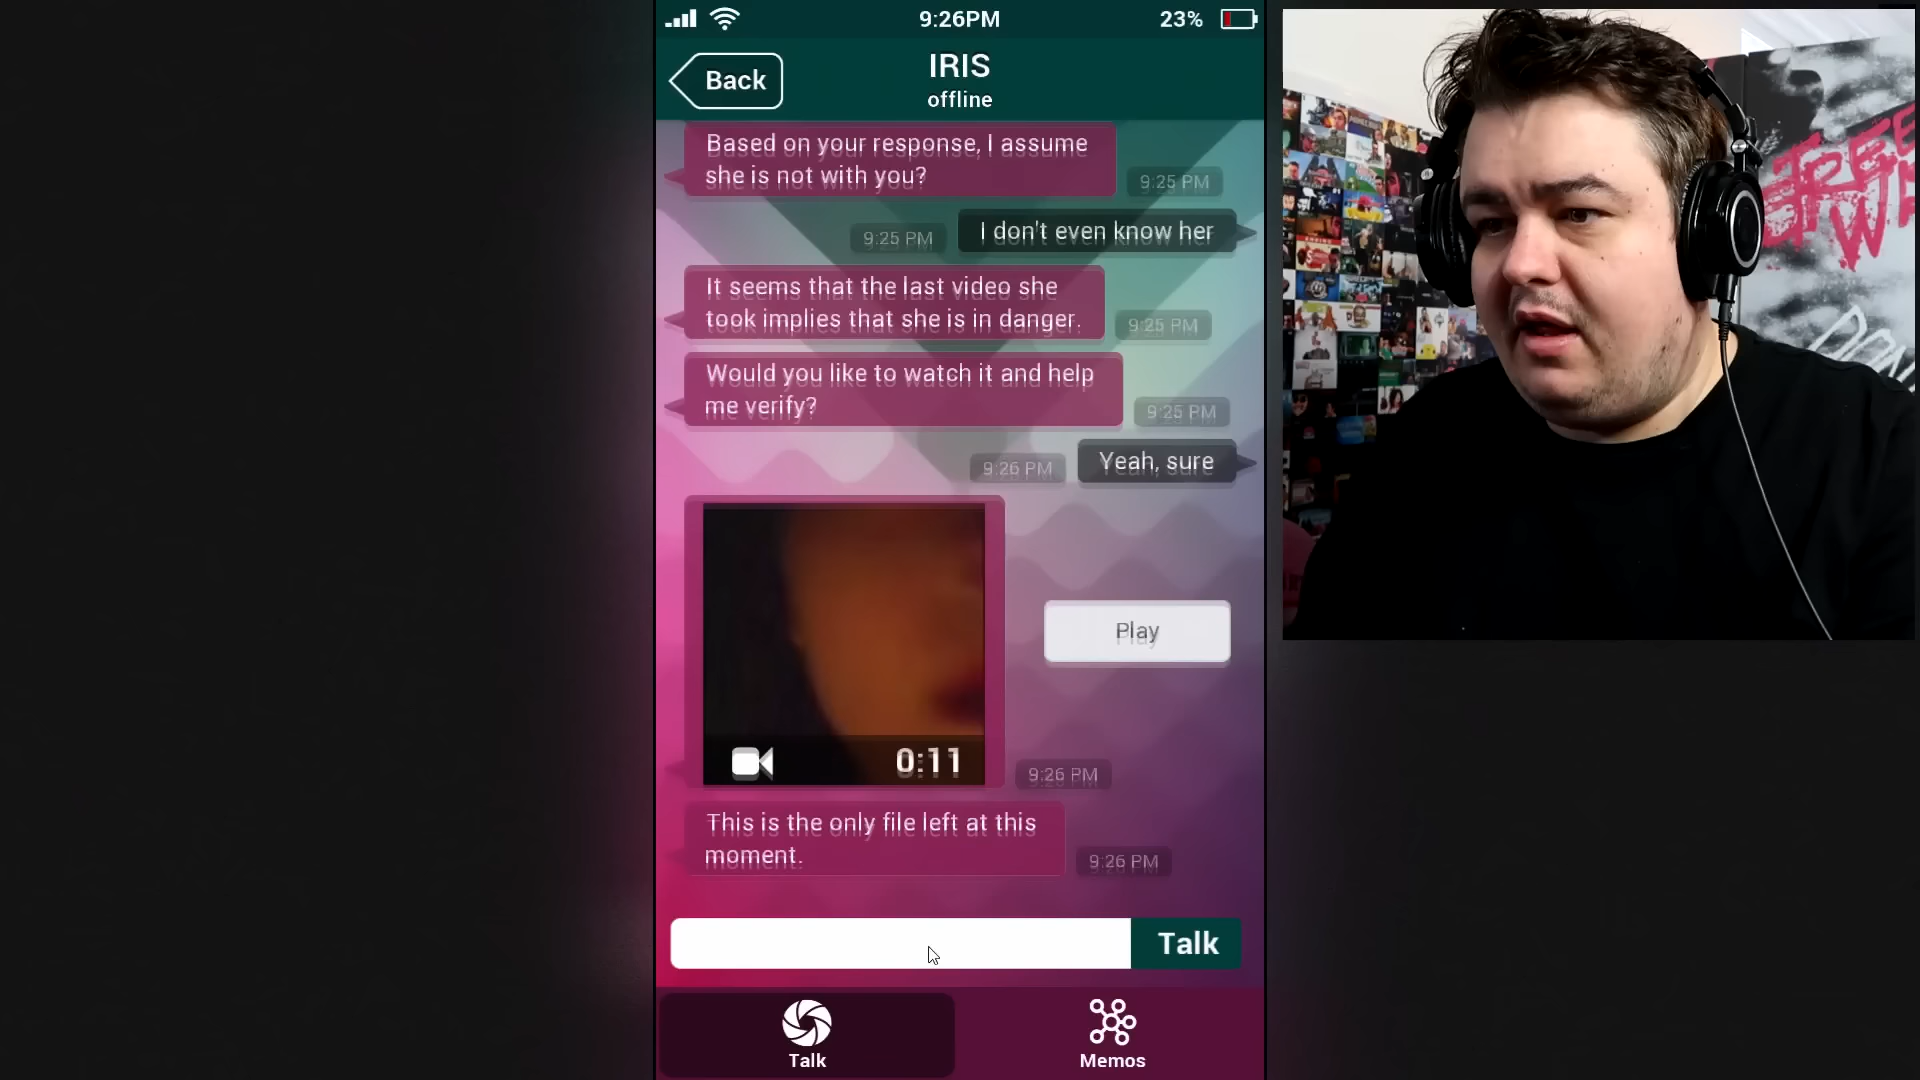 9:26PM
23%
Back
IRIS
offline
Based on your response, I assume
she is not with you?
9:25 PM
9:25 PM
I don't even know her
It seems that the last video she
took implies that she is in danger.
9:25 PM
Would you like to watch it and help
me verify?
9:25 PM
9:26 PM
Yeah, sure
Play
0:11
9:26 PM
This is the only file left at this
moment.
9:26 PM
Talk
Talk
Memos